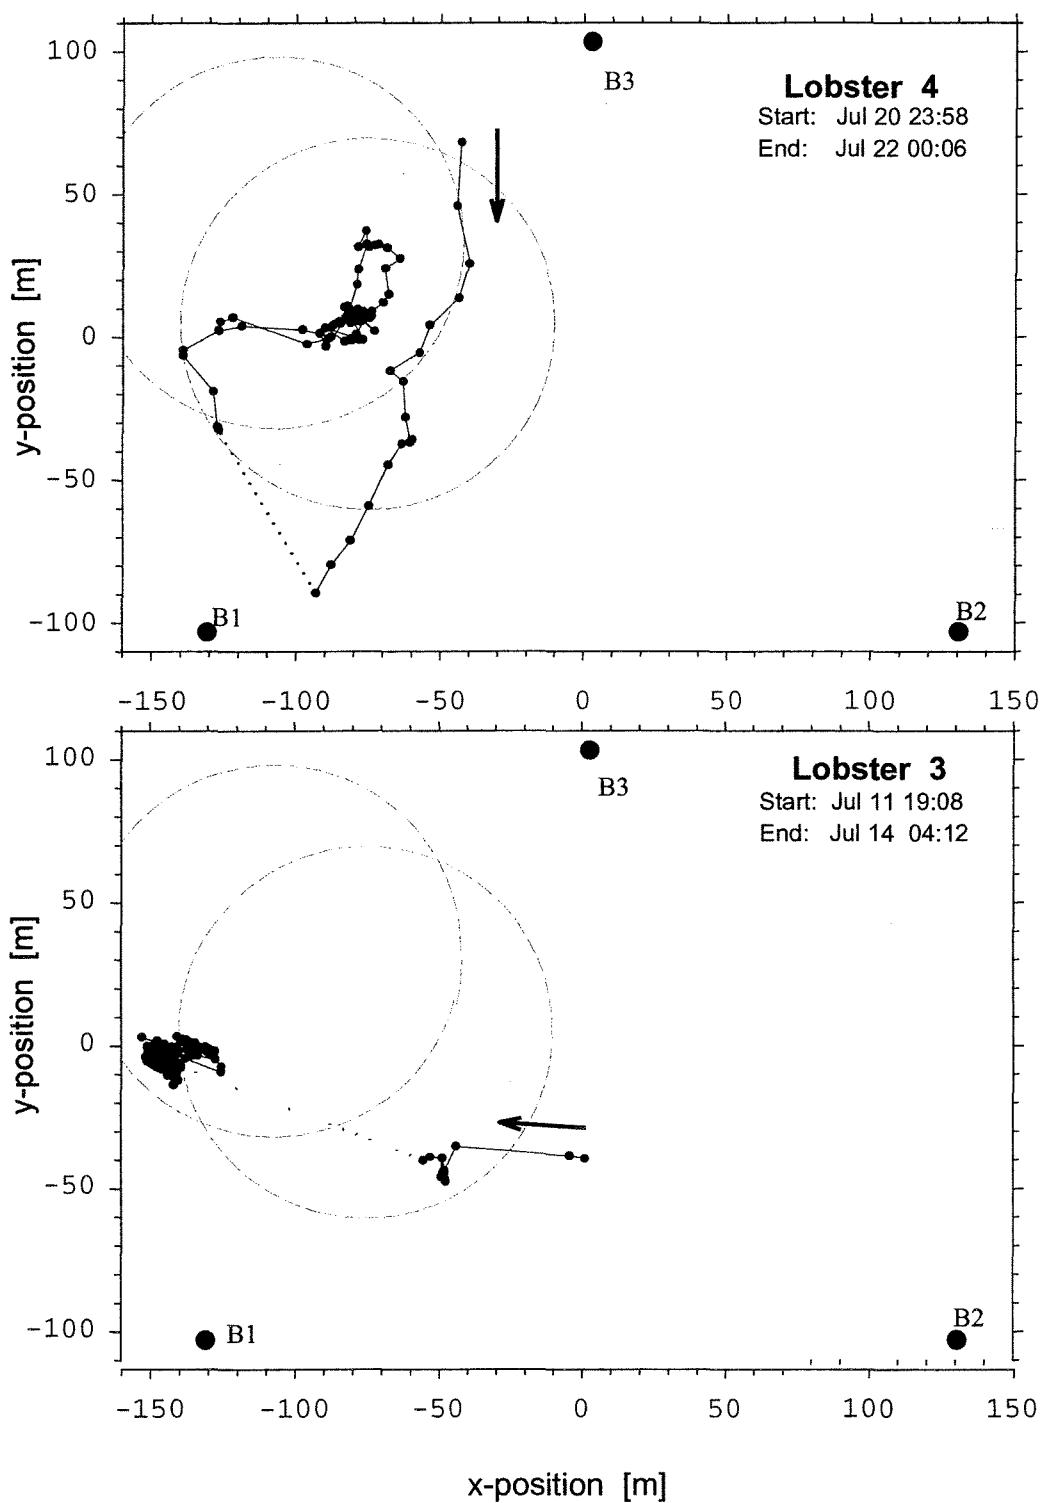 100
50
0
-50
-100
y-position [m]
B3
Lobster 4
Start: Jul 20 23:58
End: Jul 22 00:06
B1
B2
-150 -100 -50 0 50 100 150
100
50
0
-50
-100
y-position [m]
B3
Lobster 3
Start: Jul 11 19:08
End: Jul 14 04:12
B1
B2
-150 -100 -50 0 50 100 150
x-position [m]